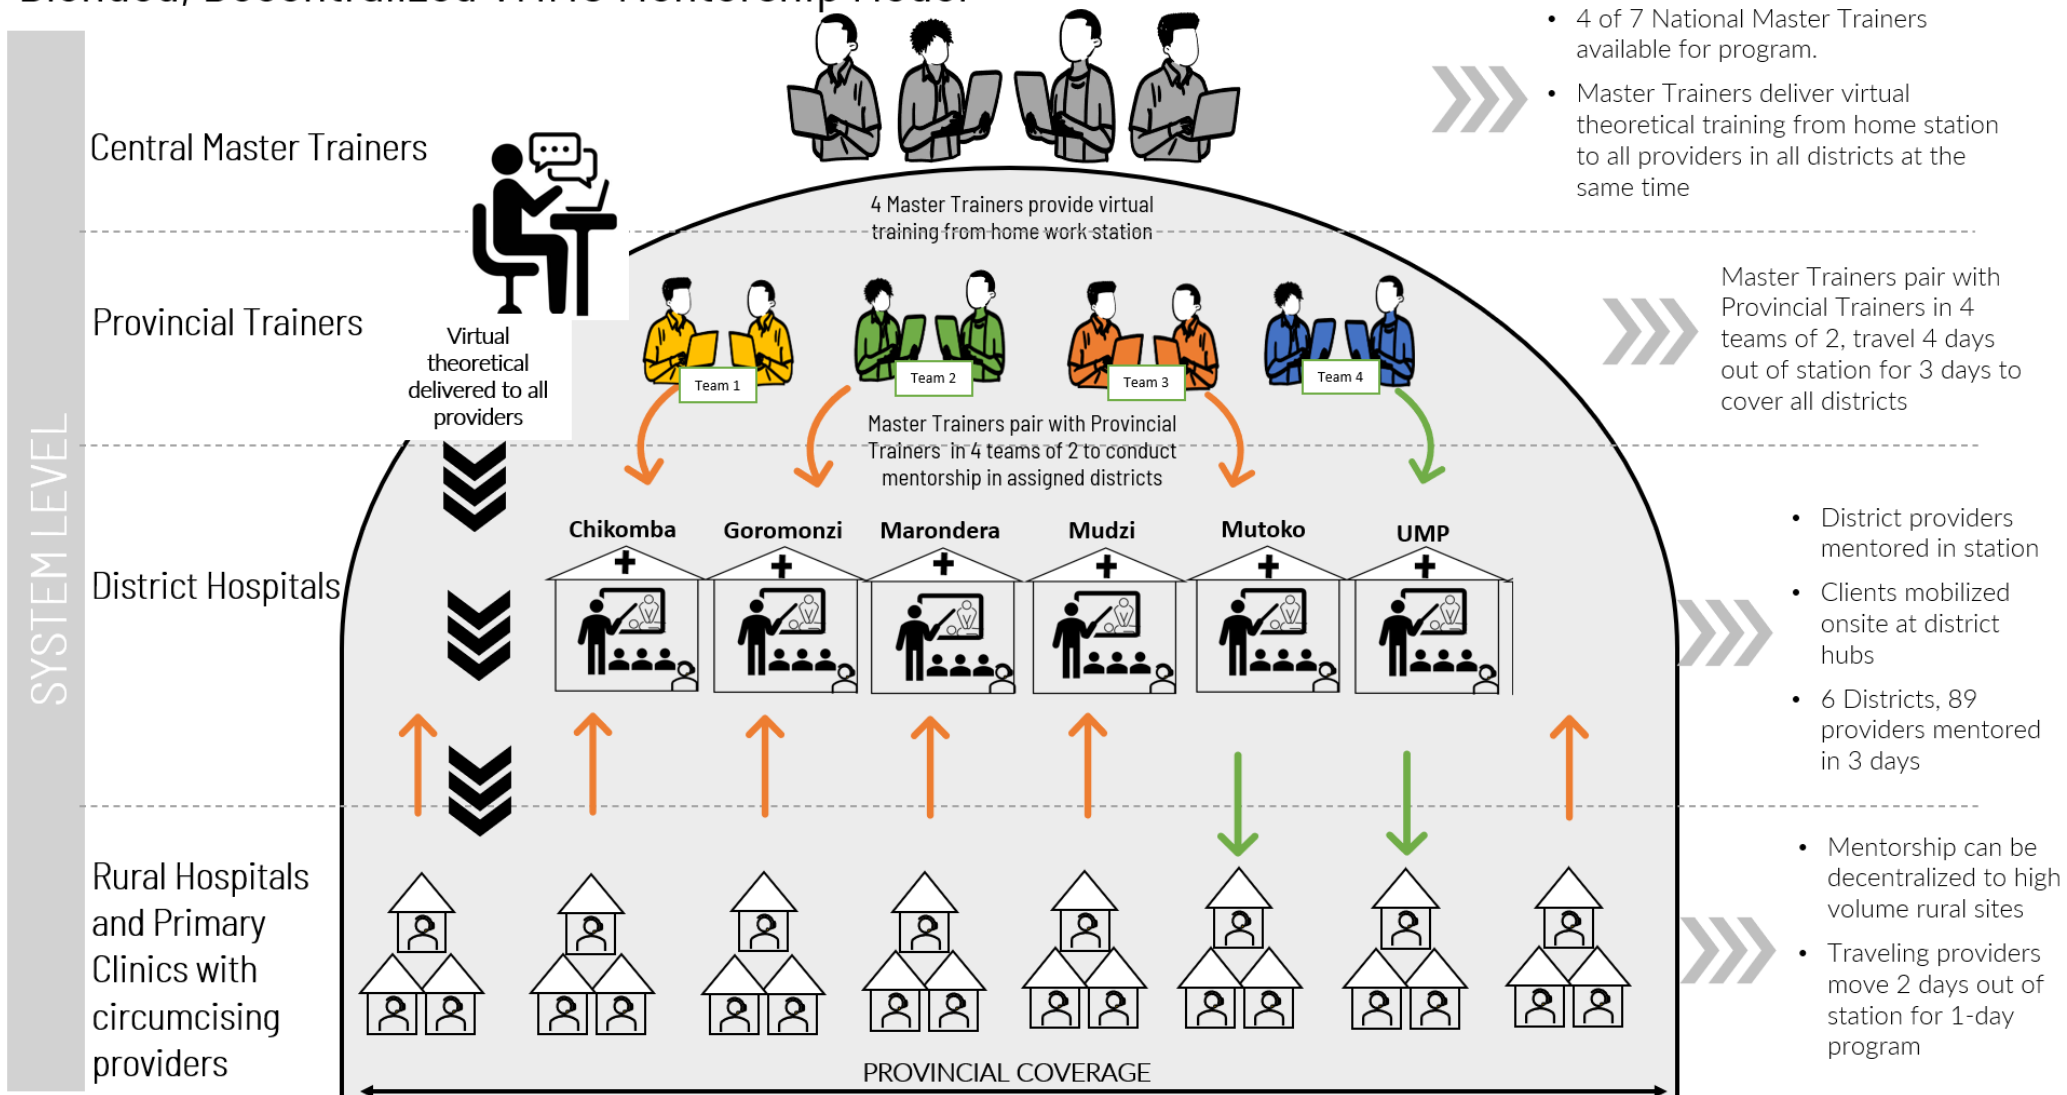 Blended, Decentralized VMMC Mentorship Model
Central Master Trainers
4 Master Trainers provide virtual
training from home work station
• 4 of 7 National Master Trainers
available for program.
• Master Trainers deliver virtual
theoretical training from home station
to all providers in all districts at the
same time
Provincial Trainers
Virtual
theoretical
delivered to all
providers
Team 1
Team 2
Team 3
Team 4
Master Trainers pair with Provincial
Trainers in 4 teams of 2 to conduct
mentorship in assigned districts
Master Trainers pair with
Provincial Trainers in 4
teams of 2, travel 4 days
out of station for 3 days to
cover all districts
SYSTEM LEVEL
District Hospitals
Chikomba
Goromonzi
Marondera
Mudzi
Mutoko
UMP
• District providers
mentored in station
• Clients mobilized
onsite at district
hubs
• 6 Districts, 89
providers mentored
in 3 days
Rural Hospitals
and Primary
Clinics with
circumcising
providers
• Mentorship can be
decentralized to high
volume rural sites
• Traveling providers
move 2 days out of
station for 1-day
program
PROVINCIAL COVERAGE